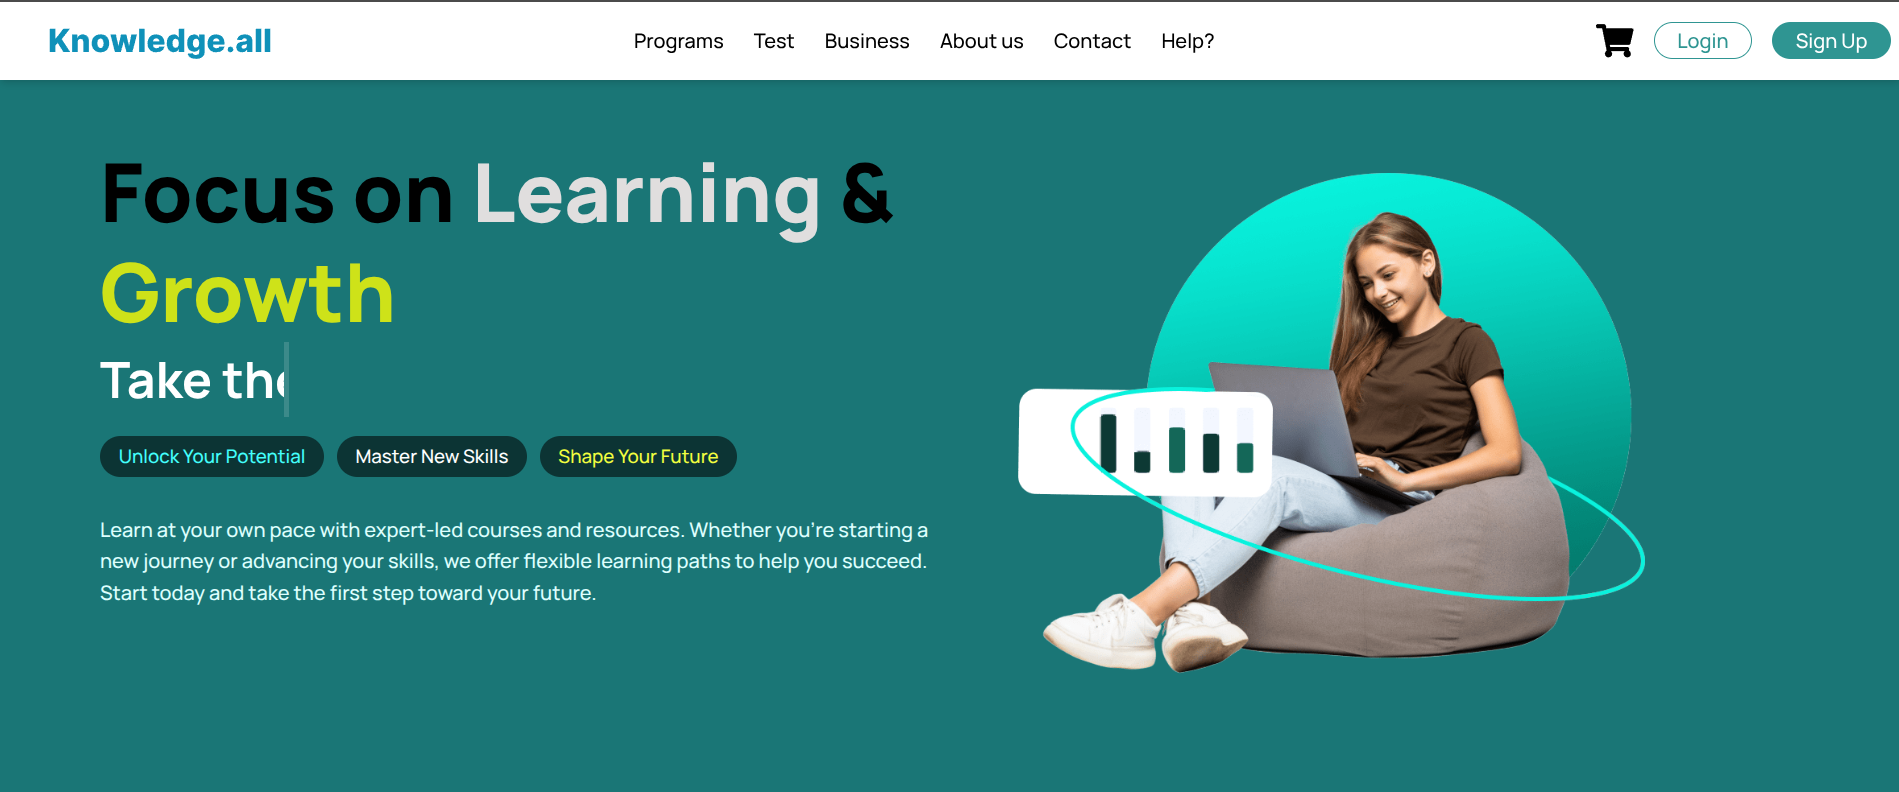 Knowledge.all
Programs Test Business About us Contact Help?
Login
Sign Up
Focus on Learning &
Growth
Take the
Unlock Your Potential
Master New Skills
Shape Your Future
Learn at your own pace with expert-led courses and resources. Whether you're starting a
new journey or advancing your skills, we offer flexible learning paths to help you succeed.
Start today and take the first step toward your future.